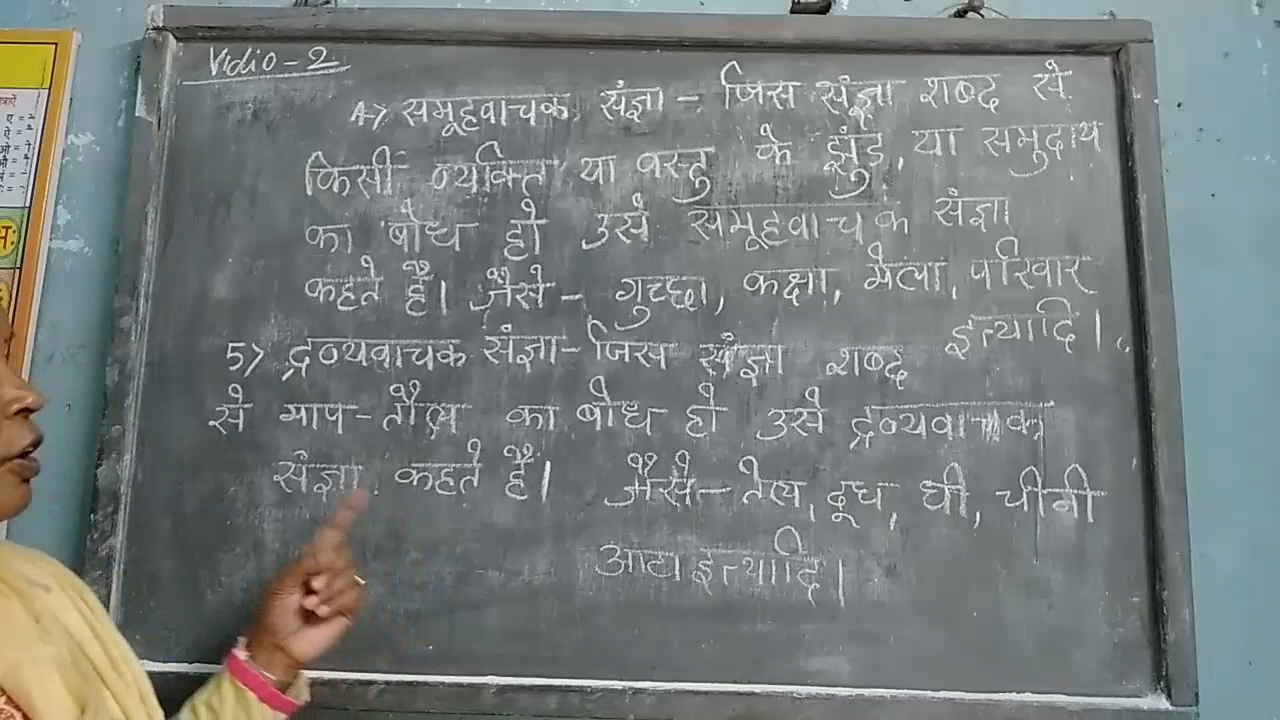 Vidio - 2
4-> समूहवाचक संज्ञा - जिस संज्ञा शब्द से
किसी व्यक्ति या वस्तु के झुंड, या समुदाय
का बोध हो उसे समूहवाचक संज्ञा
कहते हैं। जैसे - गुच्छा, कक्षा, मेला, परिवार
इत्यादि।
5> द्रव्यवाचक संज्ञा - जिस संज्ञा शब्द
से माप-तौल का बोध हो उसे द्रव्यवाचक
संज्ञा कहते हैं। जैसे - तेल, दूध, घी, चीनी
आटा इत्यादि।